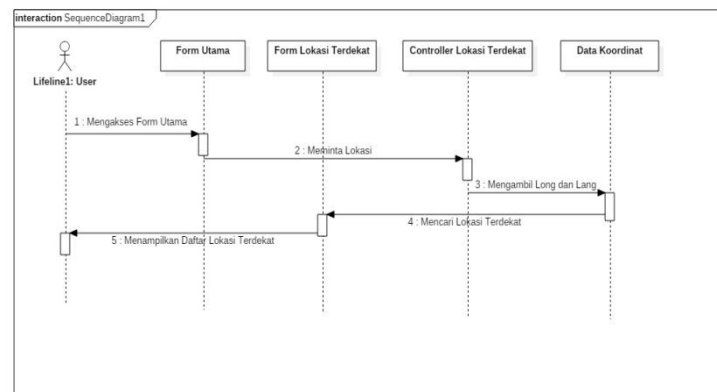 interaction SequenceDiagram1
Form Utama
Form Lokasi Terdekat
Controller Lokasi Terdekat
Data Koordinat
Lifeline1: User
1 : Mengakses Form Utama
2 : Meminta Lokasi
3 : Mengambil Long dan Lang
4 : Mencari Lokasi Terdekat
5 : Menampilkan Daftar Lokasi Terdekat